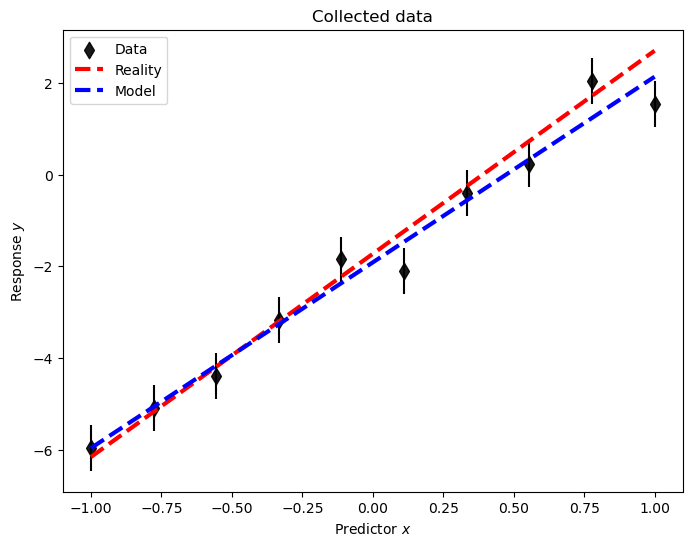 Collected data
Data
Reality
Model
Response y
2
0
−2
−4
−6
−1.00 −0.75 −0.50 −0.25 0.00 0.25 0.50 0.75 1.00
Predictor x